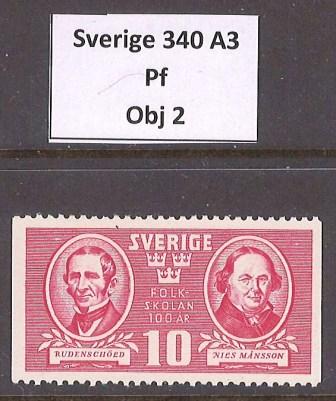 Sverige 340 A3
Pf
Obj 2
SVERIGE
FOLK-
SKOLAN
100 ÅR
RUDENSCHÖLD
10
NILS MÅNSSON